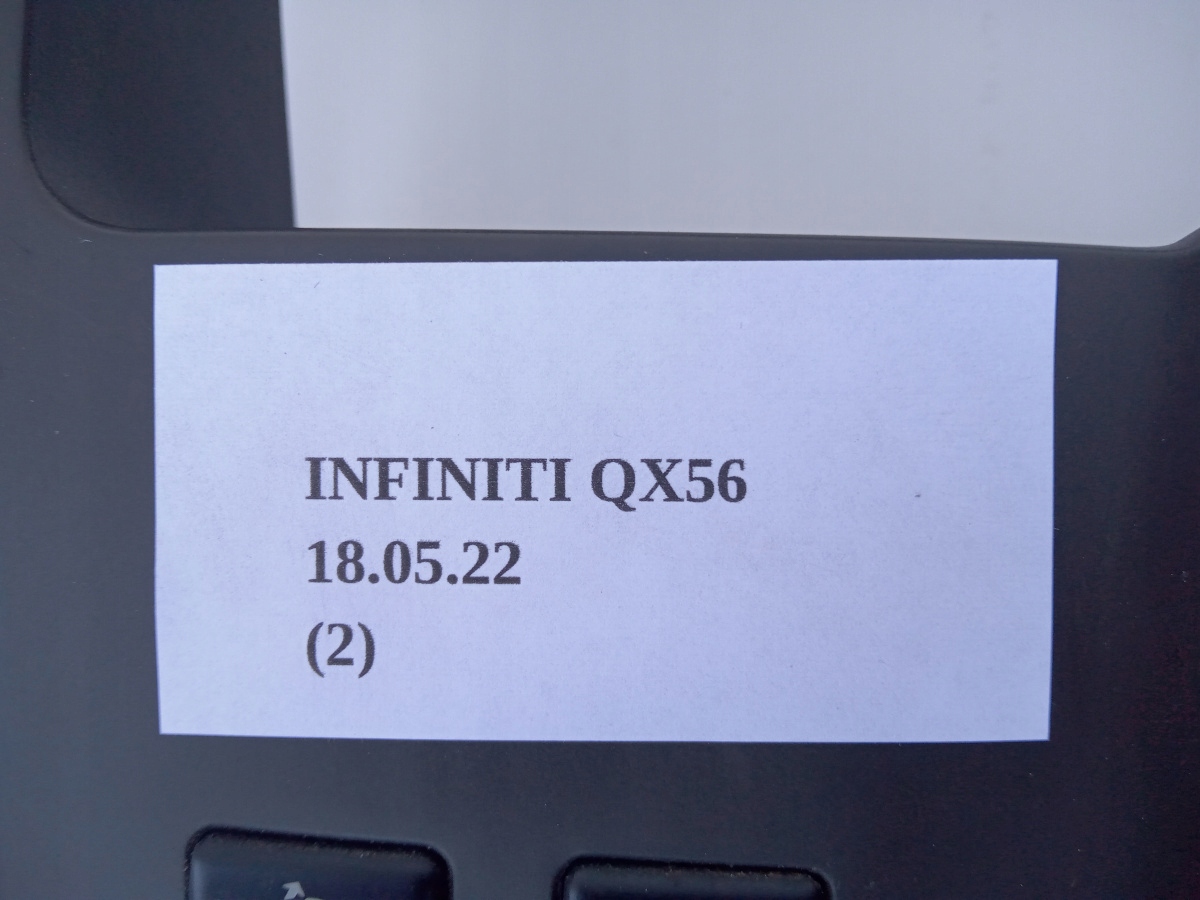 INFINITI QX56
18.05.22
(2)